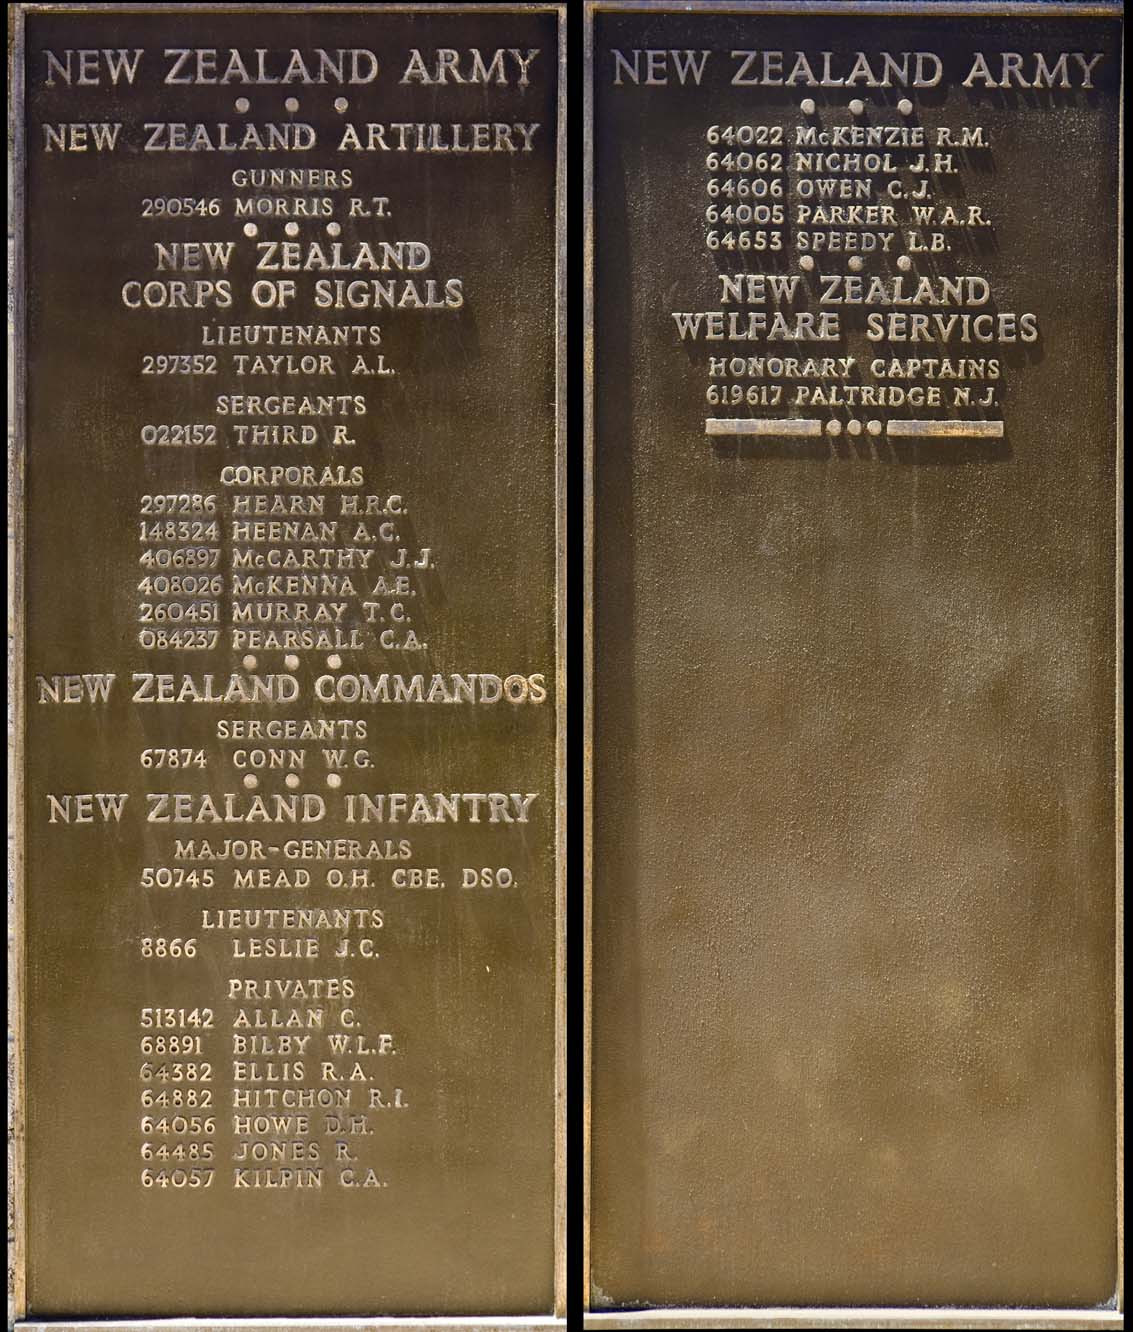 NEW ZEALAND ARMY
NEW ZEALAND ARTILLERY
GUNNERS
290546 MORRIS R.T.
NEW ZEALAND
CORPS OF SIGNALS
LIEUTENANTS
297352 TAYLOR A.L.
SERGEANTS
022152 THIRD R.
CORPORALS
297286 HEARN H.R.C.
148324 HEENAN A.C.
406897 McCARTHY J.J.
408026 McKENNA A.E.
260451 MURRAY T.C.
084237 PEARSALL C.A.
NEW ZEALAND COMMANDOS
SERGEANTS
67874 CONN W.G.
NEW ZEALAND INFANTRY
MAJOR-GENERALS
50745 MEAD O.H. CBE. DSO.
LIEUTENANTS
8866 LESLIE J.C.
PRIVATES
513142 ALLAN C.
68891 BILBY W.L.F.
64382 ELLIS R.A.
64882 HITCHON R.I.
64056 HOWE D.H.
64485 JONES R.
64057 KILPIN C.A.
NEW ZEALAND ARMY
64022 McKENZIE R.M.
64062 NICHOL J.H.
64606 OWEN C.J.
64005 PARKER W.A.R.
64653 SPEEDY L.B.
NEW ZEALAND
WELFARE SERVICES
HONORARY CAPTAINS
619617 PALTRIDGE N.J.